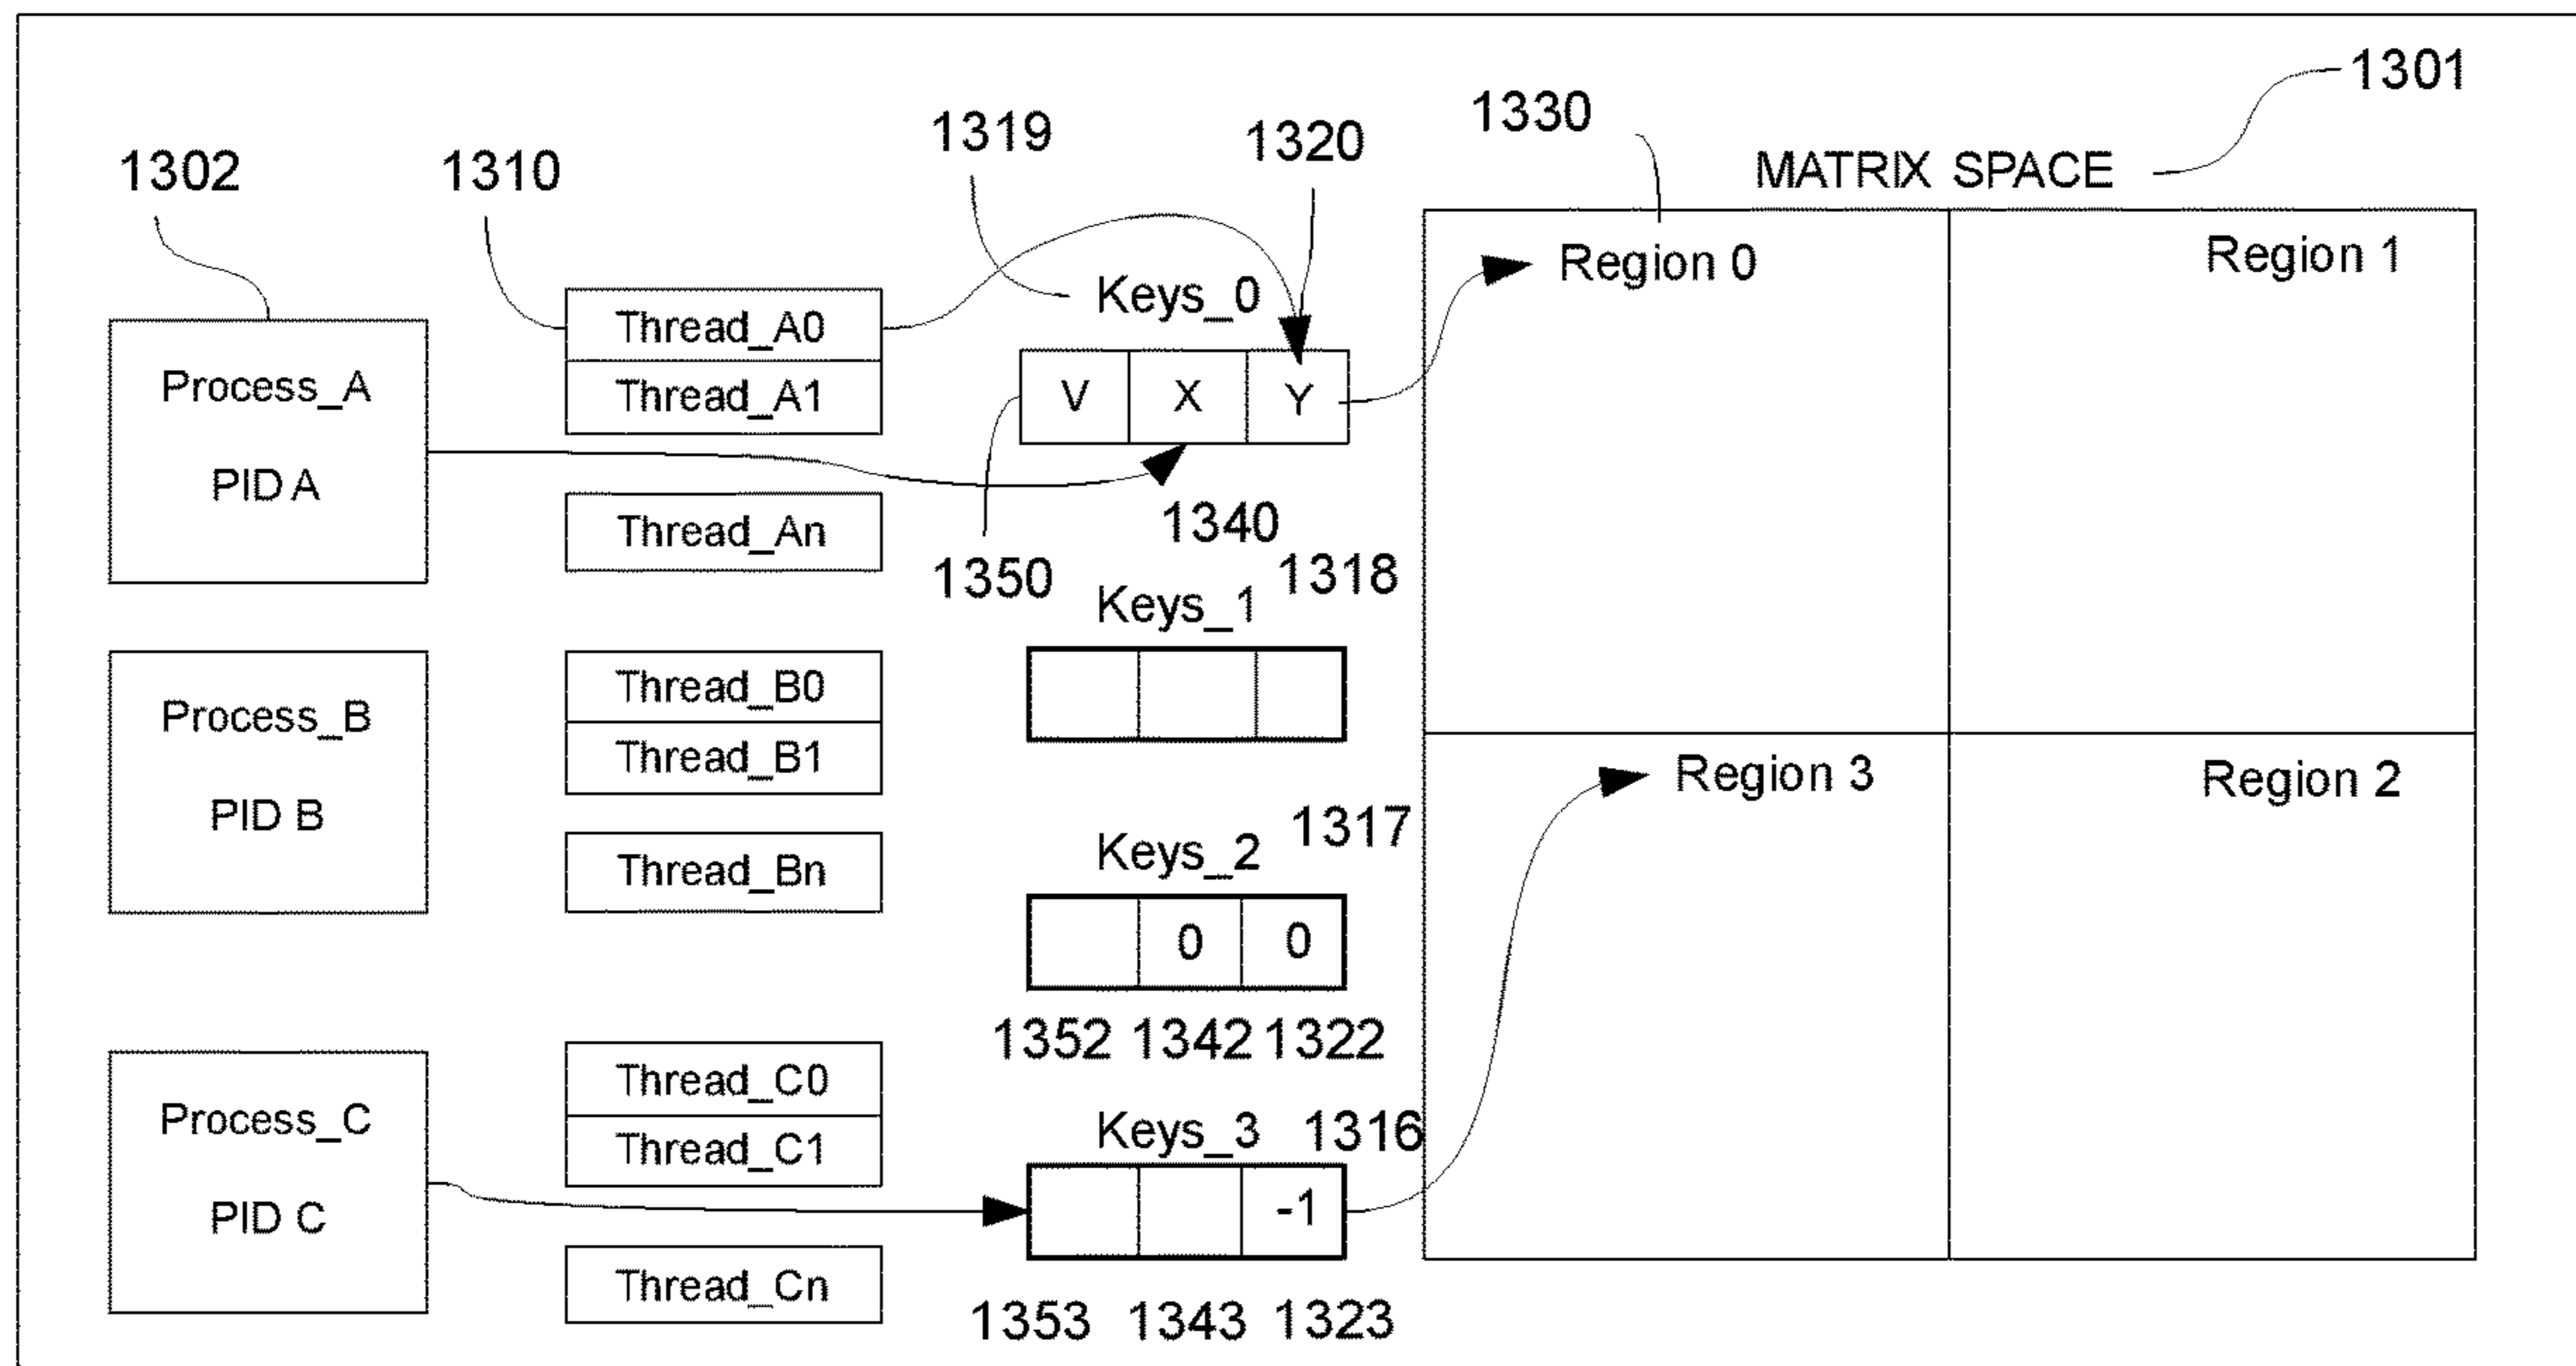 1301
1330
1319
1320
MATRIX SPACE
1302
1310
Region 0
Region 1
Keys_0
Thread_A0
Thread_A1
Process_A
PID A
V X Y
Thread_An
1340
1350
1318
Keys_1
Thread_B0
Thread_B1
Process_B
PID B
Region 3
Region 2
1317
Keys_2
Thread_Bn
0 0
1352 1342 1322
Thread_C0
Thread_C1
Process_C
PID C
Keys_3
1316
-1
Thread_Cn
1353 1343 1323